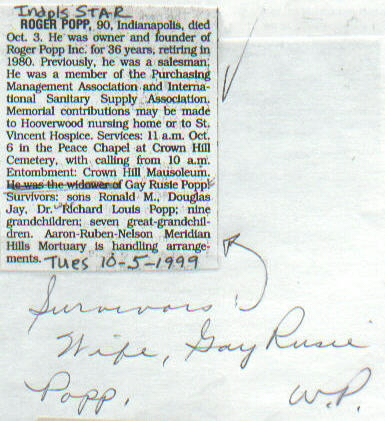 Indpls STAR
ROGER POPP, 90, Indianapolis, died
Oct. 3. He was owner and founder of
Roger Popp Inc. for 36 years, retiring in
1980. Previously, he was a salesman.
He was a member of the Purchasing
Management Association and Interna-
tional Sanitary Supply Association.
Memorial contributions may be made
to Hooverwood nursing home or to St.
Vincent Hospice. Services: 11 a.m. Oct.
6 in the Peace Chapel at Crown Hill
Cemetery, with calling from 10 a.m.
Entombment: Crown Hill Mausoleum.
He was the widower of Gay Rusie Popp.
Survivors: sons Ronald M., Douglas
Jay, Dr. Richard Louis Popp; nine
grandchildren; seven great-grandchil-
dren. Aaron-Ruben-Nelson Meridian
Hills Mortuary is handling arrange-
ments. Tues 10-5-1999
Survivors:
Wife, Gay Rusie
Popp.
W.P.